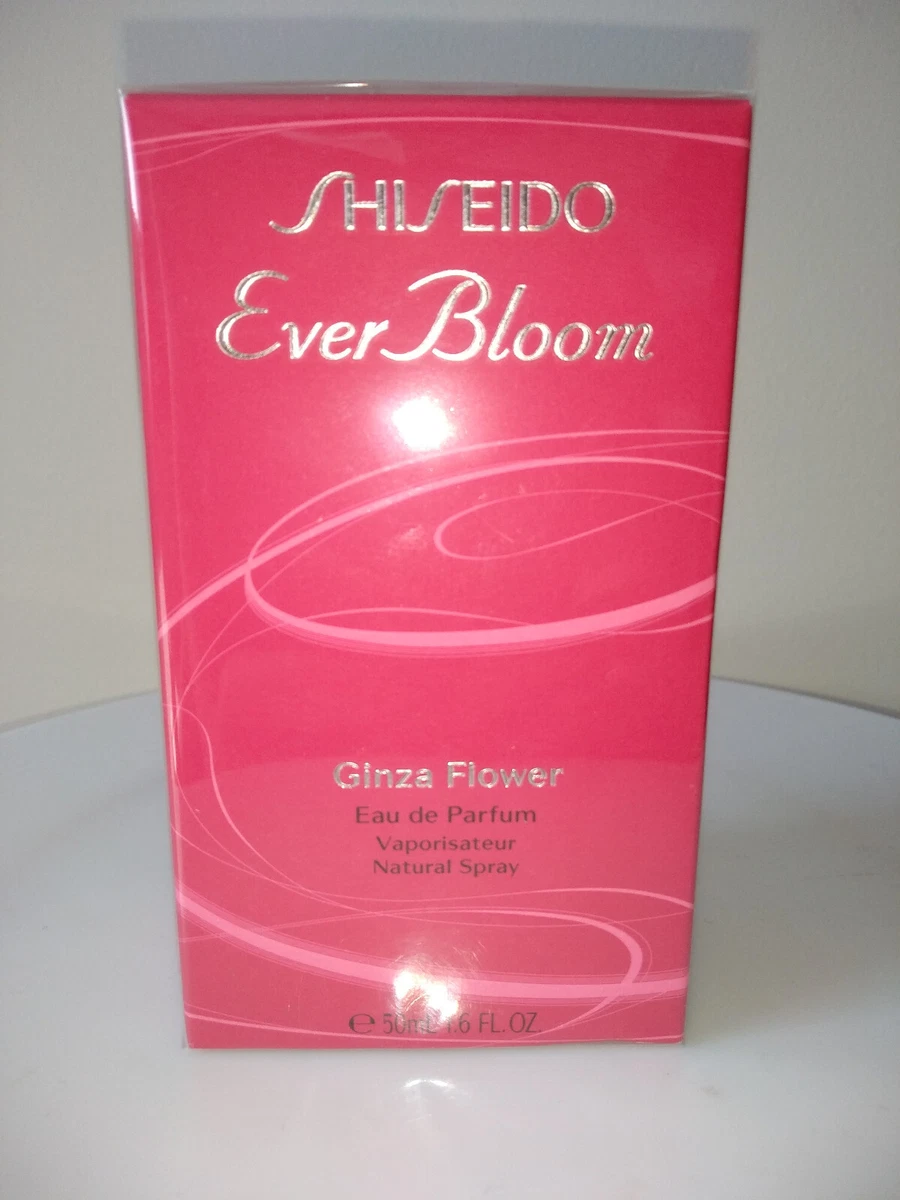 SHISEIDO
Ever Bloom
Ginza Flower
Eau de Parfum
Vaporisateur
Natural Spray
℮ 50mL 1.6 FL.OZ.